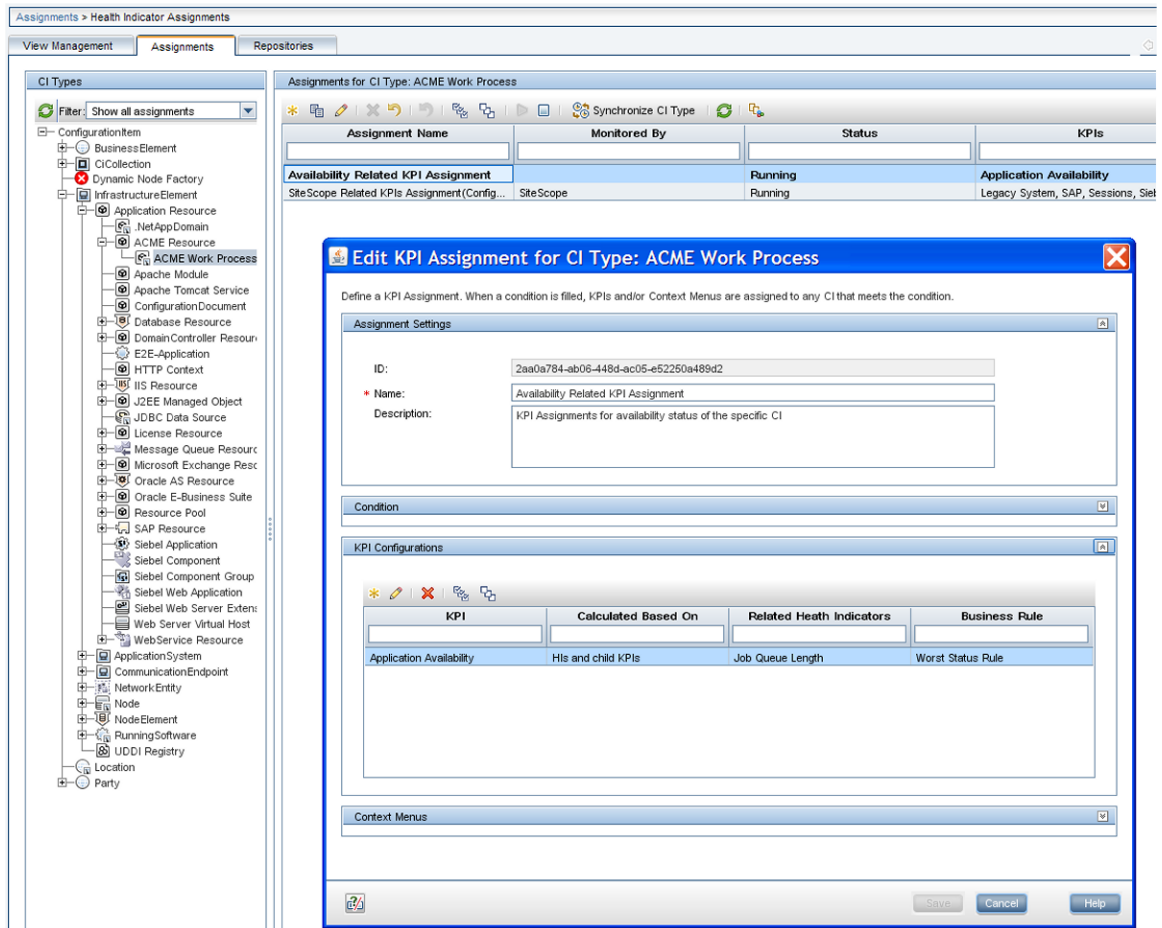 Assignments > Health Indicator Assignments
View Management
Assignments
Repositories
CI Types
Filter: Show all assignments
ConfigurationItem
BusinessElement
CiCollection
Dynamic Node Factory
InfrastructureElement
Application Resource
.NetAppDomain
ACME Resource
ACME Work Process
Apache Module
Apache Tomcat Service
ConfigurationDocument
Database Resource
DomainController Resour
E2E-Application
HTTP Context
IIS Resource
J2EE Managed Object
JDBC Data Source
License Resource
Message Queue Resourc
Microsoft Exchange Resc
Oracle AS Resource
Oracle E-Business Suite
Resource Pool
SAP Resource
Siebel Application
Siebel Component
Siebel Component Group
Siebel Web Application
Siebel Web Server Extens
Web Server Virtual Host
WebService Resource
ApplicationSystem
CommunicationEndpoint
NetworkEntity
Node
NodeElement
RunningSoftware
UDDI Registry
Location
Party
Assignments for CI Type: ACME Work Process
Synchronize CI Type
Assignment Name Monitored By Status KPIs
Availability Related KPI Assignment Running Application Availability
SiteScope Related KPIs Assignment(Config... SiteScope Running Legacy System, SAP, Sessions, Sieb
Edit KPI Assignment for CI Type: ACME Work Process
Define a KPI Assignment. When a condition is filled, KPIs and/or Context Menus are assigned to any CI that meets the condition.
Assignment Settings
ID: 2aa0a784-ab06-448d-ac05-e52250a489d2
* Name: Availability Related KPI Assignment
Description: KPI Assignments for availability status of the specific CI
Condition
KPI Configurations
KPI Calculated Based On Related Heath Indicators Business Rule
Application Availability HIs and child KPIs Job Queue Length Worst Status Rule
Context Menus
Save Cancel Help